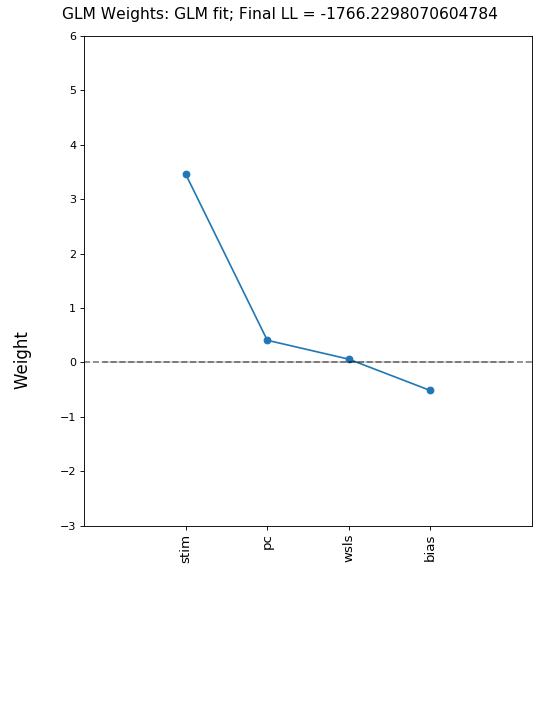 GLM Weights: GLM fit; Final LL = -1766.2298070604784
6
5
4
3
2
1
0
−1
−2
−3
Weight
stim
pc
wsls
bias